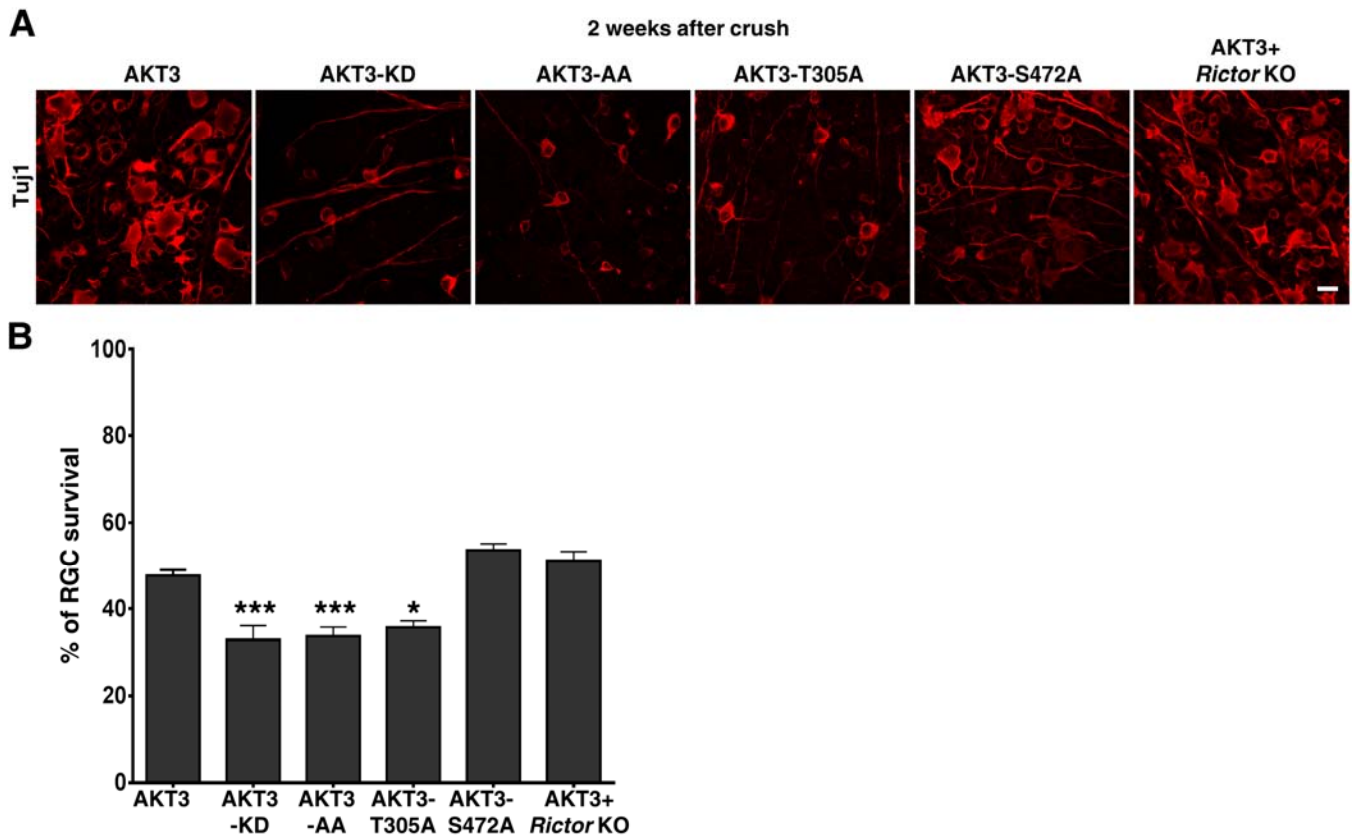 A
2 weeks after crush
AKT3
AKT3-KD
AKT3-AA
AKT3-T305A
AKT3-S472A
AKT3+
Rictor KO
Tuj1
B
% of RGC survival
100
80
60
40
20
0
***
***
*
AKT3
AKT3
-KD
AKT3
-AA
AKT3-
T305A
AKT3-
S472A
AKT3+
Rictor KO